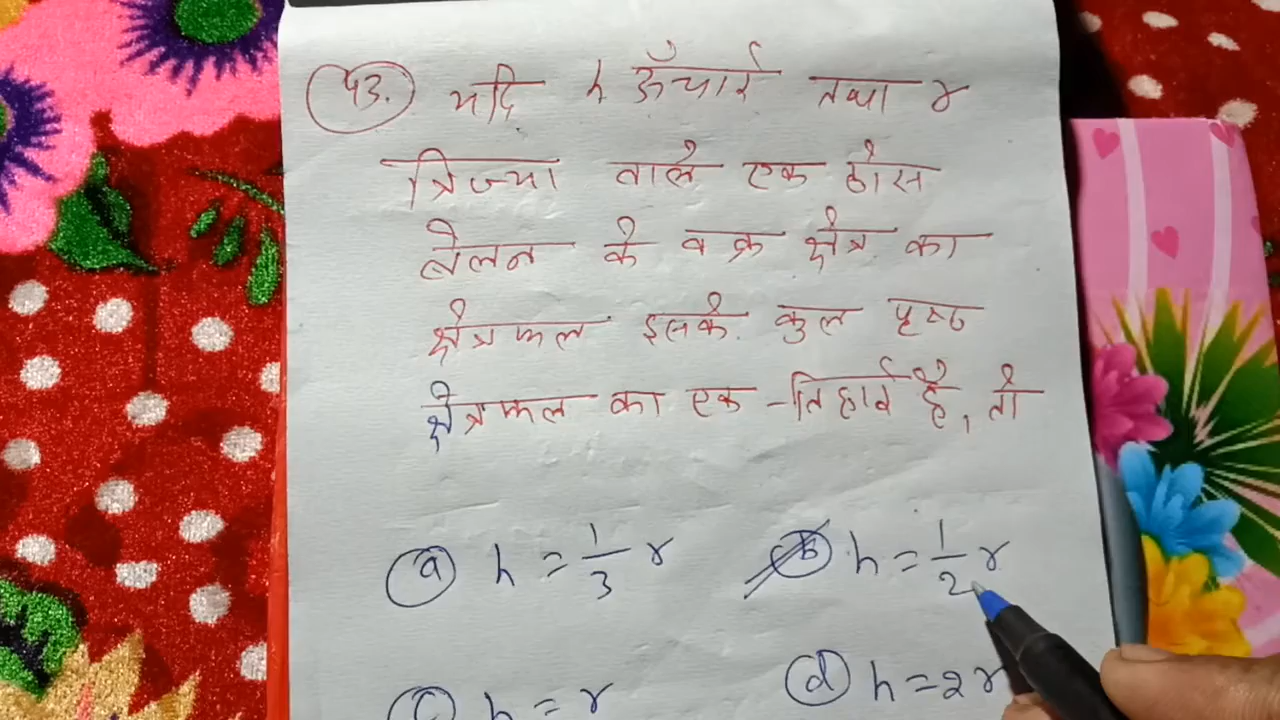 43. यदि h ऊँचाई तथा r
त्रिज्या वाले एक ठोस
बेलन के वक्र क्षेत्र का
क्षेत्रफल इसके कुल पृष्ठ
क्षेत्रफल का एक-तिहाई है, तो
(a) h = 1/3 r (b) h = 1/2 r
(c) h = r (d) h = 2r